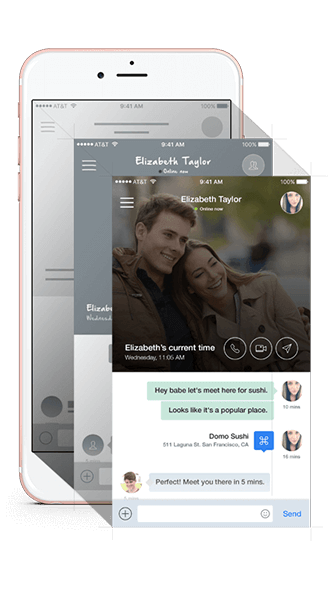 AT&T 9:41 AM 100%
AT&T 9:41 AM 100%
Elizabeth Taylor
Online now
AT&T 9:41 AM 100%
Elizabeth Taylor
Online now
Elizabeth's current time
Wednesday, 11:05 AM
Hey babe let's meet here for sushi.
Looks like it's a popular place.
10 mins
Domo Sushi
511 Laguna St. San Francisco, CA
16 mins
Perfect! Meet you there in 5 mins.
Send